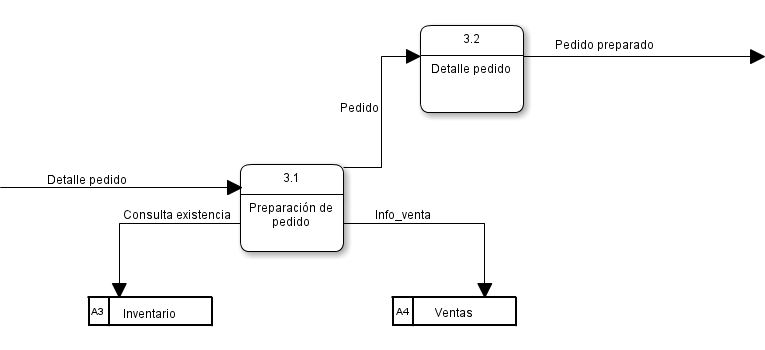 3.2
Pedido preparado
Detalle pedido
Pedido
3.1
Detalle pedido
Preparación de
pedido
Consulta existencia
Info_venta
A3
Inventario
A4
Ventas